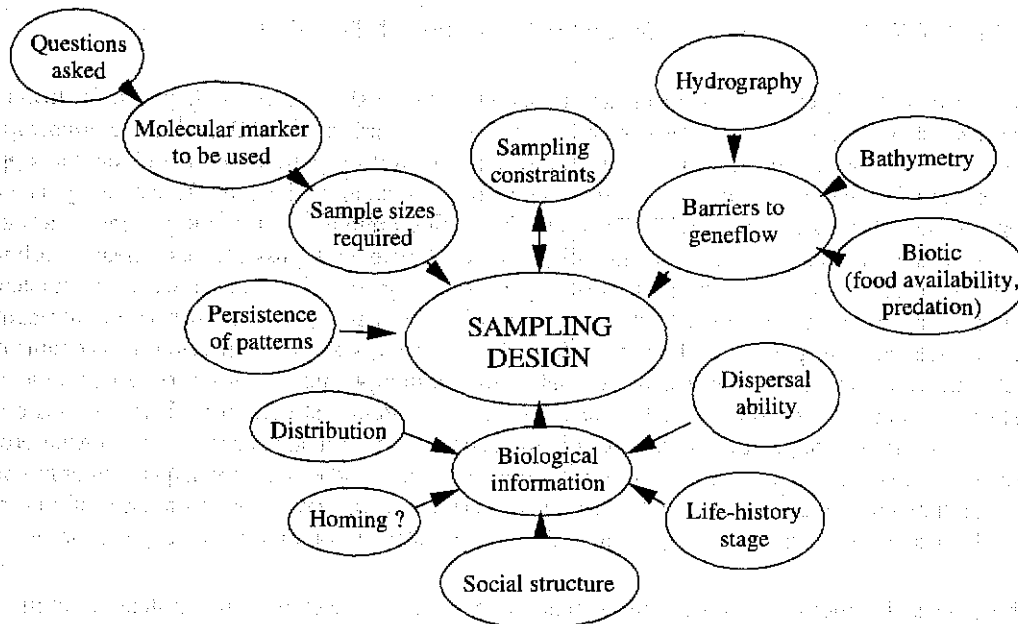 Questions
asked
Molecular marker
to be used
Sample sizes
required
Sampling
constraints
Hydrography
Bathymetry
Barriers to
geneflow
Biotic
(food availability,
predation)
Persistence
of patterns
SAMPLING
DESIGN
Distribution
Homing ?
Biological
information
Dispersal
ability
Life-history
stage
Social structure